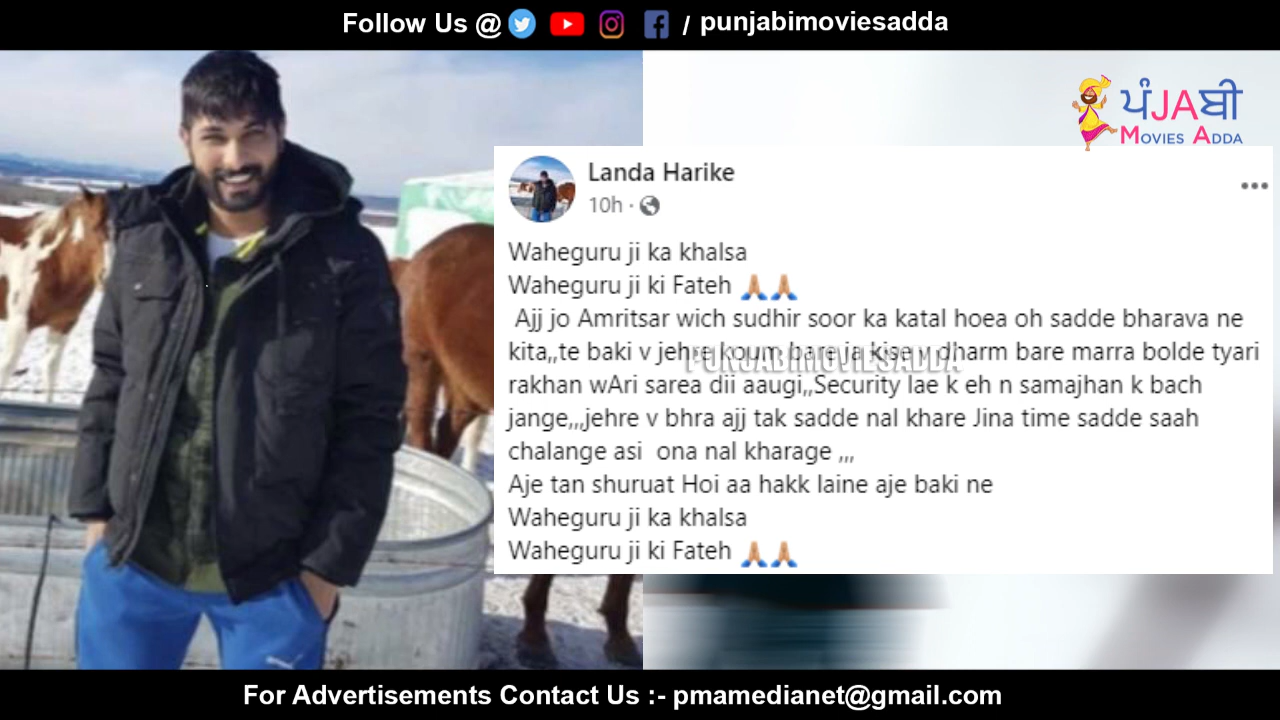 Follow Us @ / punjabimoviesadda
ਪੰJAਬੀ
MOVIES ADDA
Landa Harike
10h ·
Waheguru ji ka khalsa
Waheguru ji ki Fateh 🙏🙏
Ajj jo Amritsar wich sudhir soor ka katal hoea oh sadde bharava ne
kita,,te baki v jehre koum bare ja kise v dharm bare marra bolde tyari
PUNJABIMOVIESADDA
rakhan wAri sarea dii aaugi,,Security lae k eh n samajhan k bach
jange,,,jehre v bhra ajj tak sadde nal khare Jina time sadde saah
chalange asi ona nal kharage ,,,
Aje tan shuruat Hoi aa hakk laine aje baki ne
Waheguru ji ka khalsa
Waheguru ji ki Fateh 🙏🙏
For Advertisements Contact Us :- pmamedianet@gmail.com